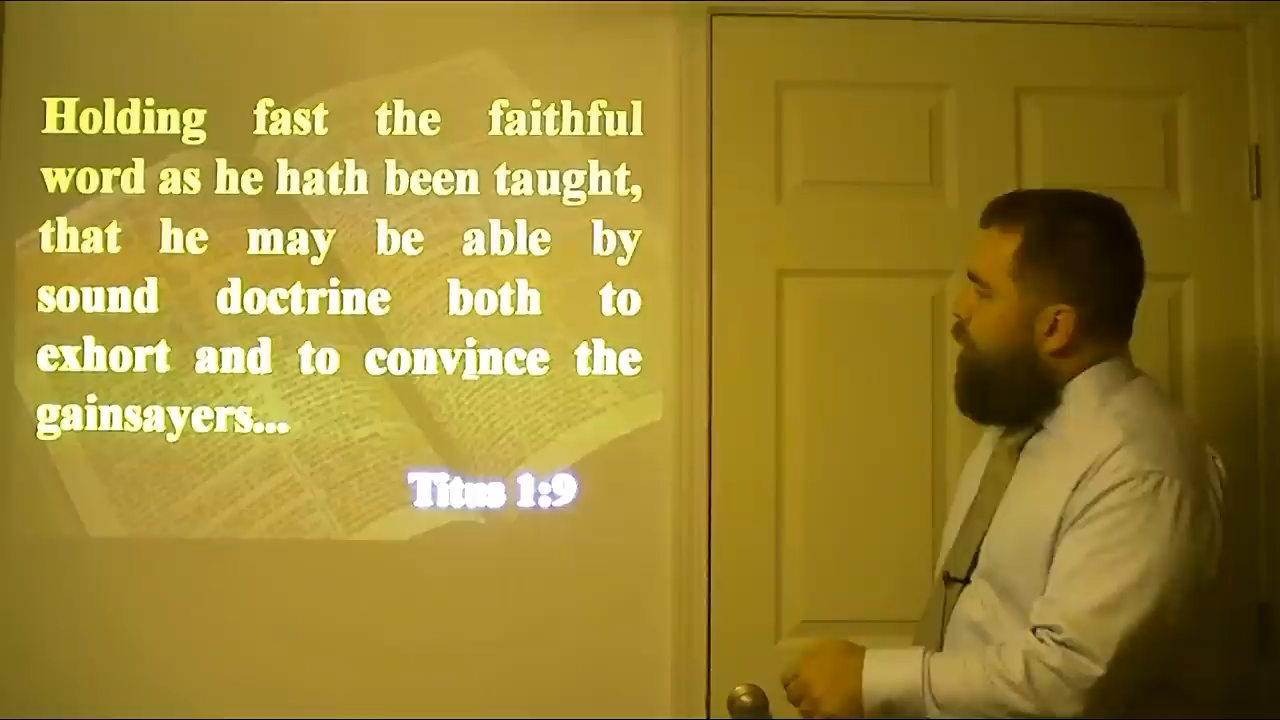 Holding fast the faithful
word as he hath been taught,
that he may be able by
sound doctrine both to
exhort and to convince the
gainsayers...
Titus 1:9